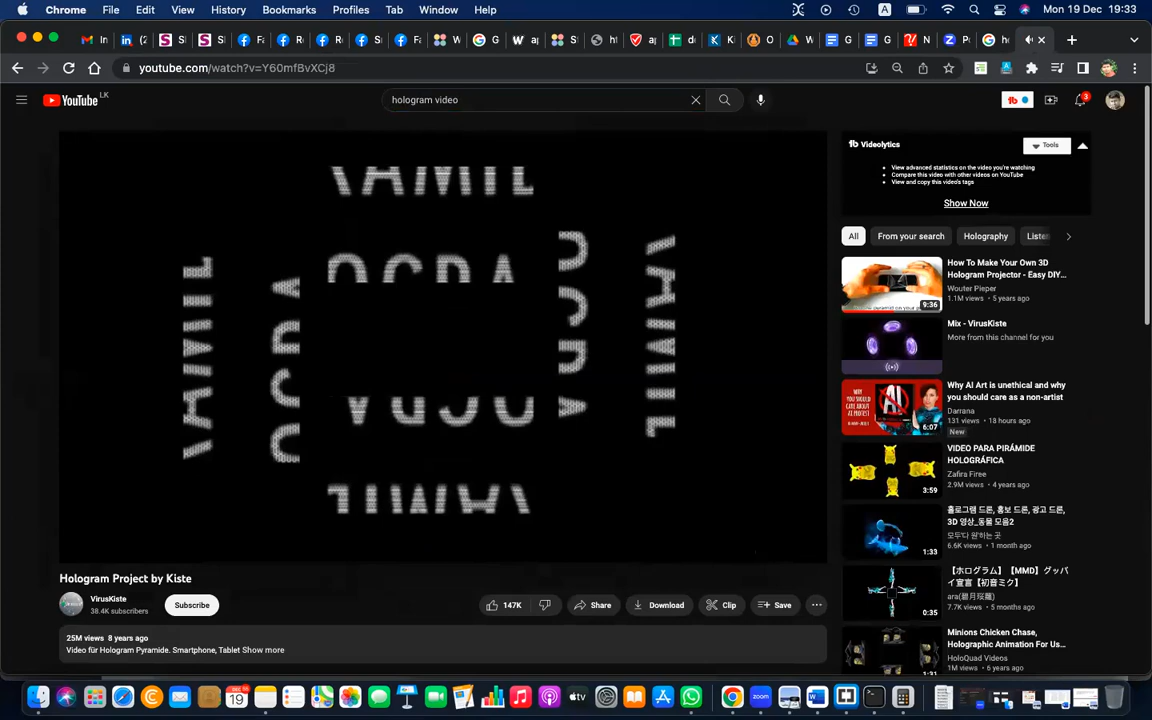 Chrome File Edit View History Bookmarks Profiles Tab Window Help
A
Mon 19 Dec 19:33
youtube.com/watch?v=Y60mfBvXCj8
YouTube LK
hologram video
3
Videolytics
Tools
View advanced statistics on the video you're watching
Compare this video with other videos on YouTube
View and copy this video's tags
Show Now
All From your search Holography
How To Make Your Own 3D
Hologram Projector - Easy DIY...
Wouter Pieper
1.1M views • 5 years ago
9:36
Mix - VirusKiste
More from this channel for you
Why AI Art is unethical and why
you should care as a non-artist
Darrana
131 views • 18 hours ago
New
6:07
VIDEO PARA PIRÁMIDE
HOLOGRÁFICA
Zafira Firee
2.9M views • 4 years ago
3:59
홀로그램 드론, 홍보 드론, 광고 드론,
3D 영상_동물 모음2
모두'다 원'하는 곳
6.6K views • 1 month ago
1:33
【ホログラム】【MMD】グッバ
イ宣言【初音ミク】
7.7K views • 5 months ago
0:35
Minions Chicken Chase,
Holographic Animation For Us...
HoloQuad Videos
1M views • 6 years ago
Hologram Project by Kiste
VirusKiste
38.4K subscribers
Subscribe
147K Share Download Clip Save
25M views 8 years ago
Video für Hologram Pyramide. Smartphone, Tablet Show more